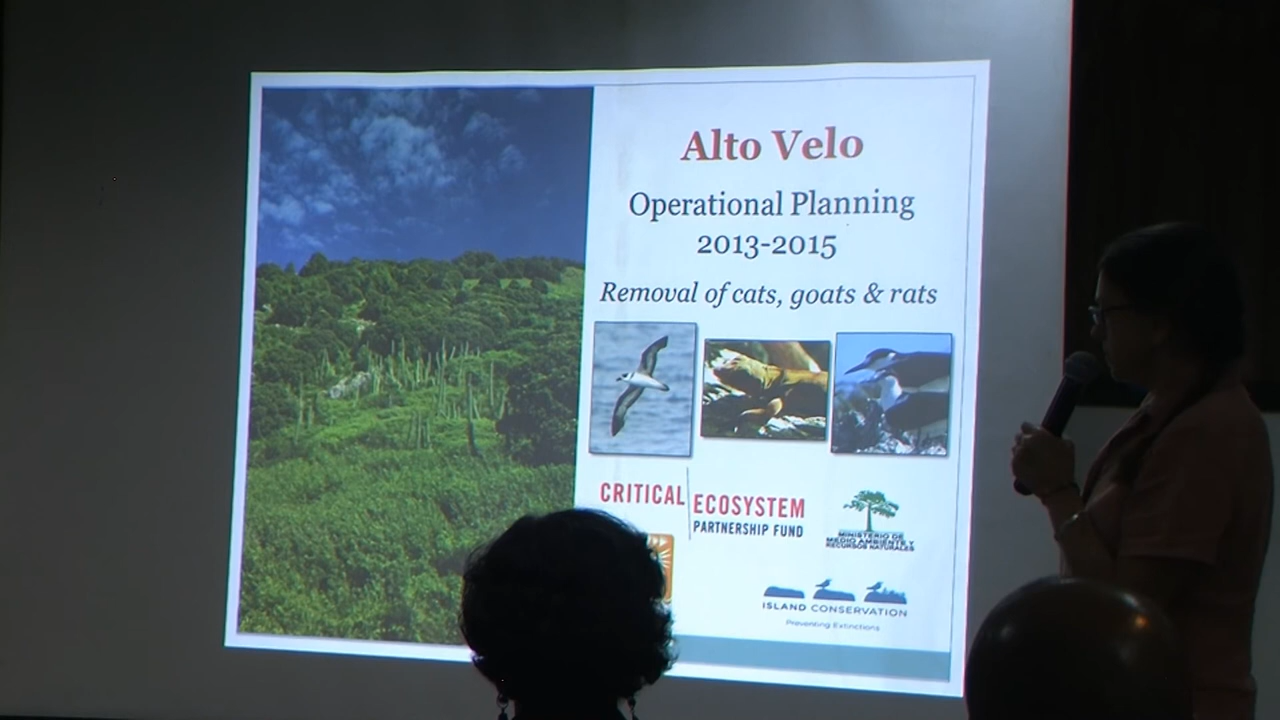 Alto Velo
Operational Planning
2013-2015
Removal of cats, goats & rats
CRITICAL ECOSYSTEM
PARTNERSHIP FUND
MINISTERIO DE
MEDIO AMBIENTE Y
RECURSOS NATURALES
ISLAND CONSERVATION
Preventing Extinctions